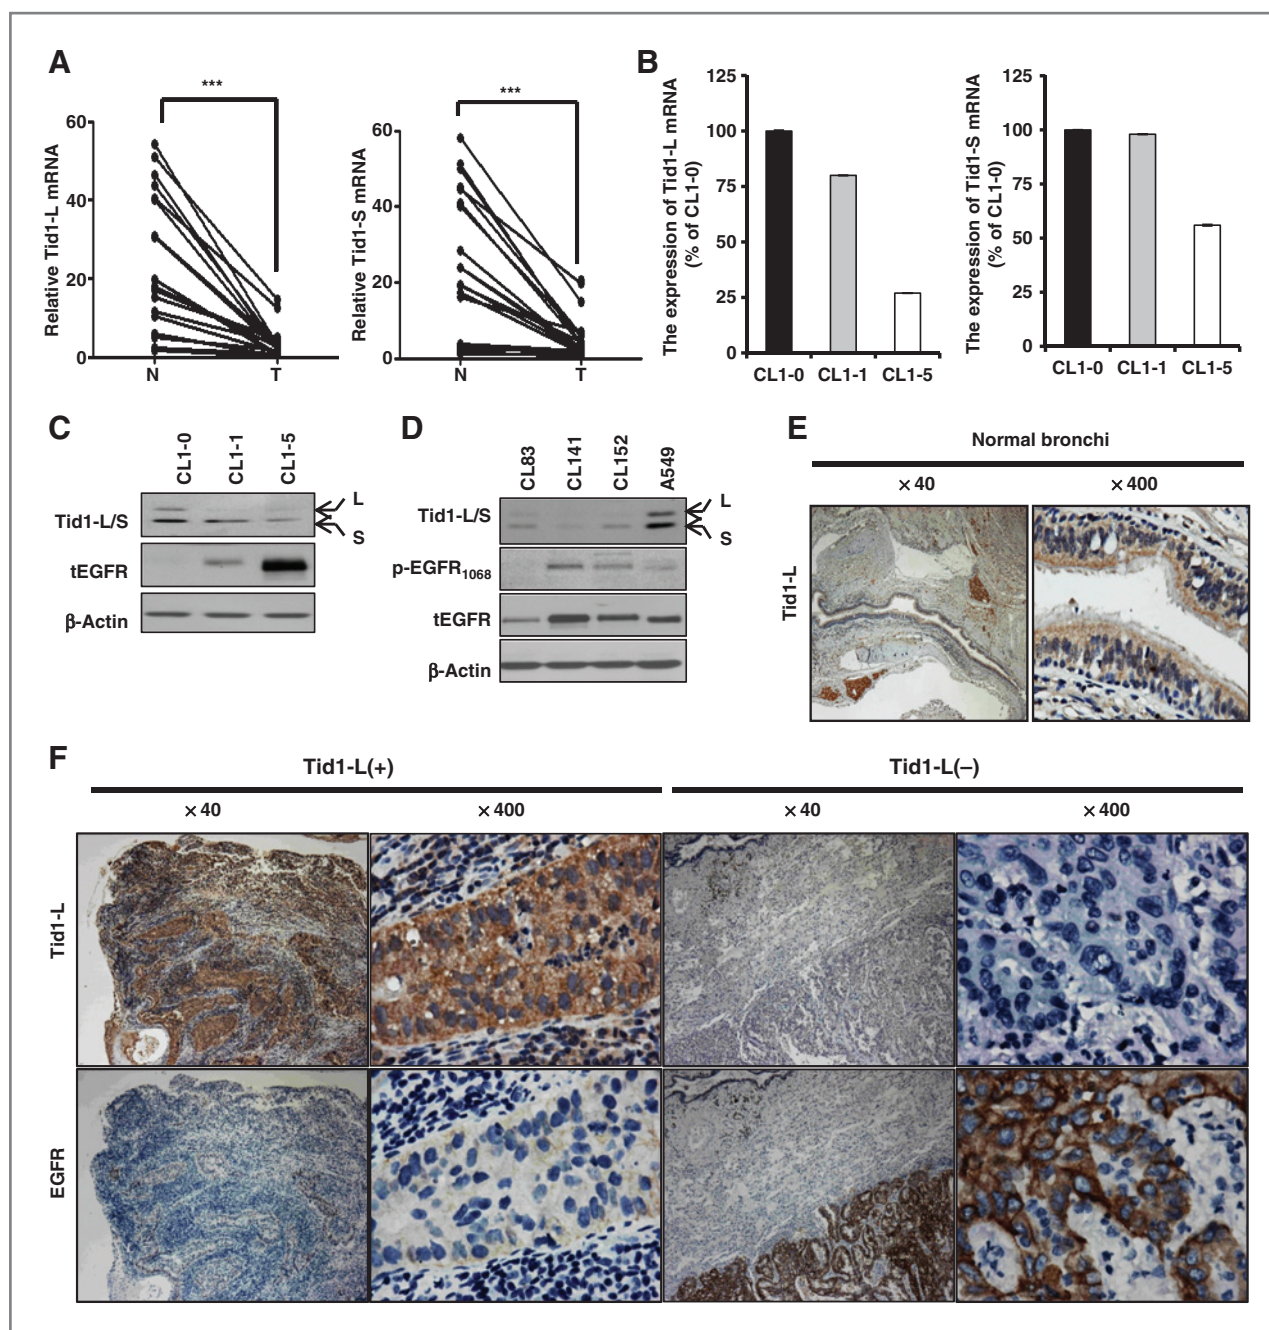 A
***
60
40
20
0
Relative Tid1-L mRNA
N
T
***
60
40
20
0
Relative Tid1-S mRNA
N
T
B
125
100
75
50
25
0
The expression of Tid1-L mRNA
(% of CL1-0)
CL1-0
CL1-1
CL1-5
125
100
75
50
25
0
The expression of Tid1-S mRNA
(% of CL1-0)
CL1-0
CL1-1
CL1-5
C
CL1-0
CL1-1
CL1-5
Tid1-L/S
L
S
tEGFR
β-Actin
D
CL83
CL141
CL152
A549
Tid1-L/S
L
S
p-EGFR1068
tEGFR
β-Actin
E
Normal bronchi
×40
×400
Tid1-L
F
Tid1-L(+)
Tid1-L(−)
×40
×400
×40
×400
Tid1-L
EGFR